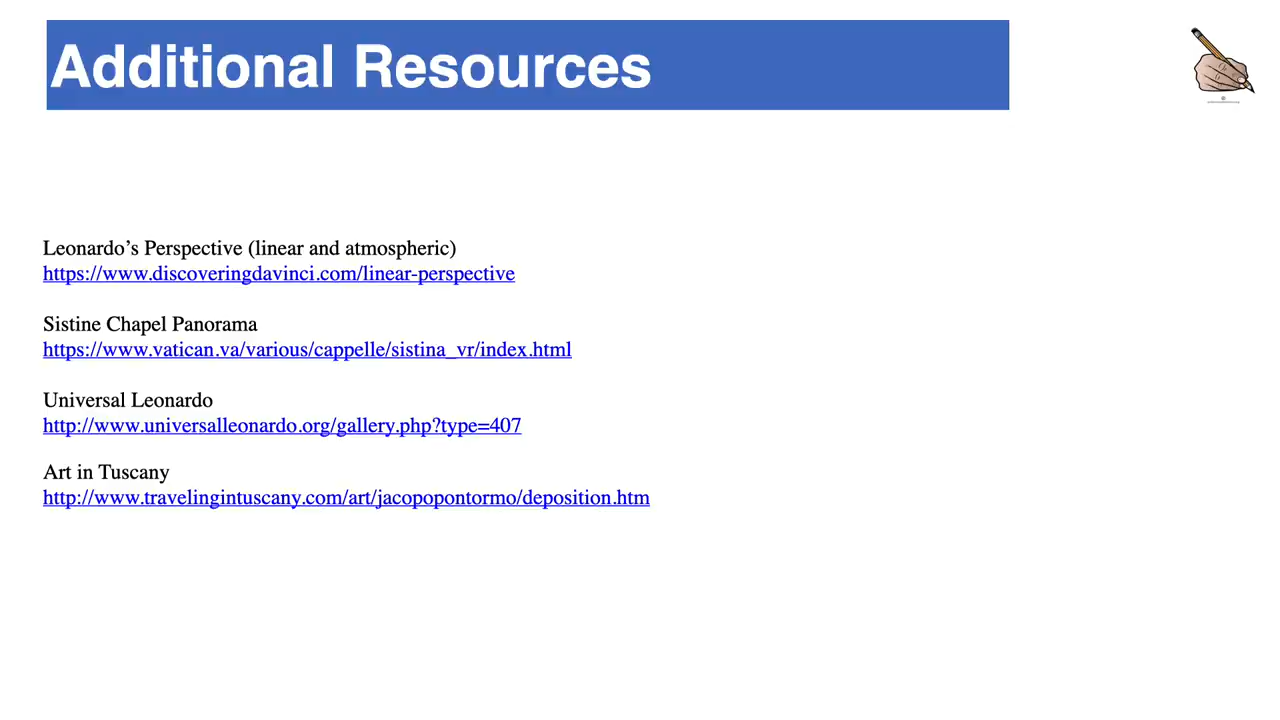 Additional Resources
Leonardo’s Perspective (linear and atmospheric)
https://www.discoveringdavinci.com/linear-perspective
Sistine Chapel Panorama
https://www.vatican.va/various/cappelle/sistina_vr/index.html
Universal Leonardo
http://www.universalleonardo.org/gallery.php?type=407
Art in Tuscany
http://www.travelingintuscany.com/art/jacopopontormo/deposition.htm